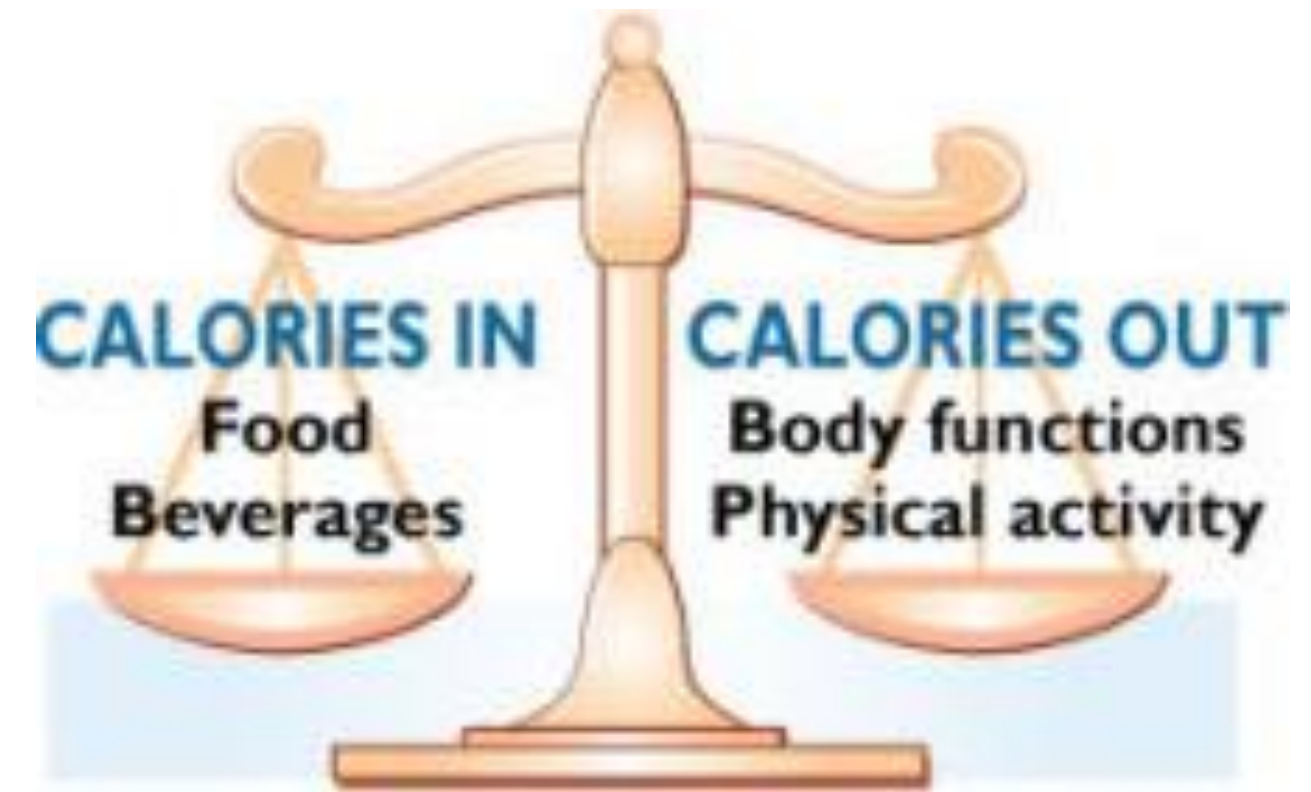 CALORIES IN
Food
Beverages
CALORIES OUT
Body functions
Physical activity